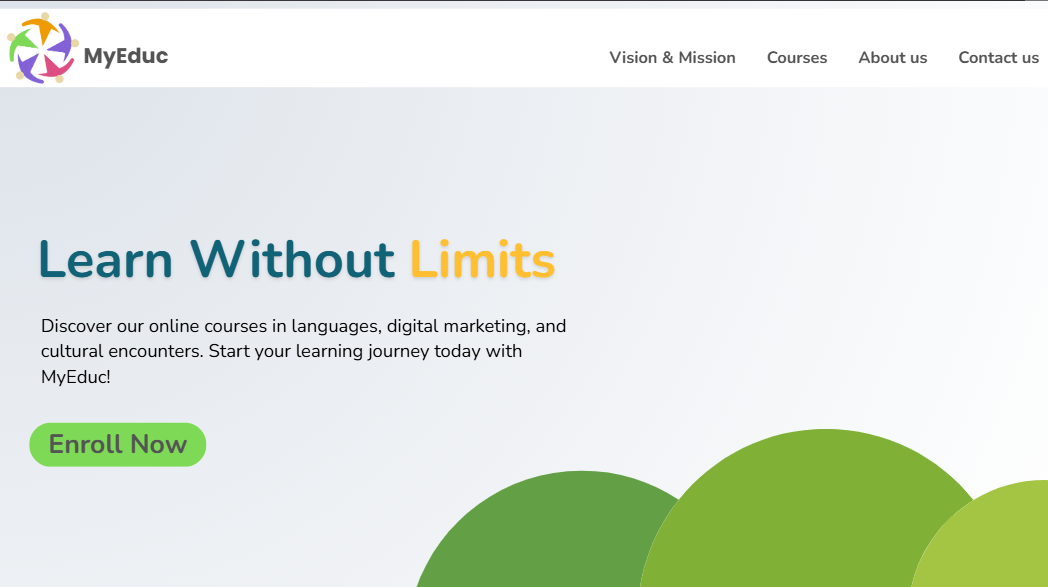 MyEduc
Vision & Mission
Courses
About us
Contact us
Learn Without Limits
Discover our online courses in languages, digital marketing, and
cultural encounters. Start your learning journey today with
MyEduc!
Enroll Now